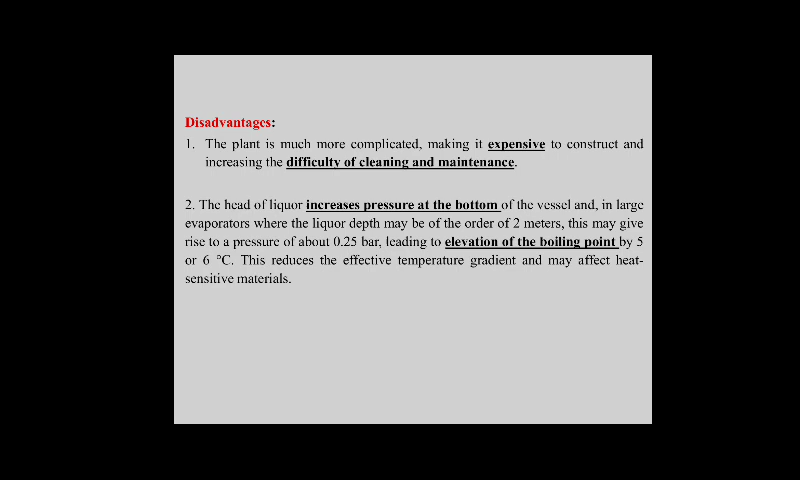 Disadvantages:
1. The plant is much more complicated, making it expensive to construct and
increasing the difficulty of cleaning and maintenance.
2. The head of liquor increases pressure at the bottom of the vessel and, in large
evaporators where the liquor depth may be of the order of 2 meters, this may give
rise to a pressure of about 0.25 bar, leading to elevation of the boiling point by 5
or 6 °C. This reduces the effective temperature gradient and may affect heat-
sensitive materials.